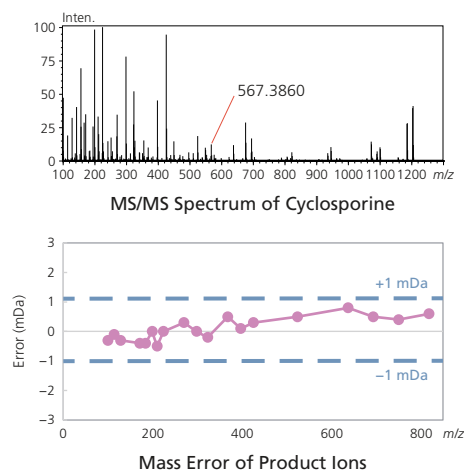 Inten.
100
75
50
25
0
567.3860
100 200 300 400 500 600 700 800 900 1000 1100 1200
m/z
MS/MS Spectrum of Cyclosporine
3
2
1
0
−1
−2
−3
Error (mDa)
+1 mDa
−1 mDa
0 200 400 600 800 m/z
Mass Error of Product Ions